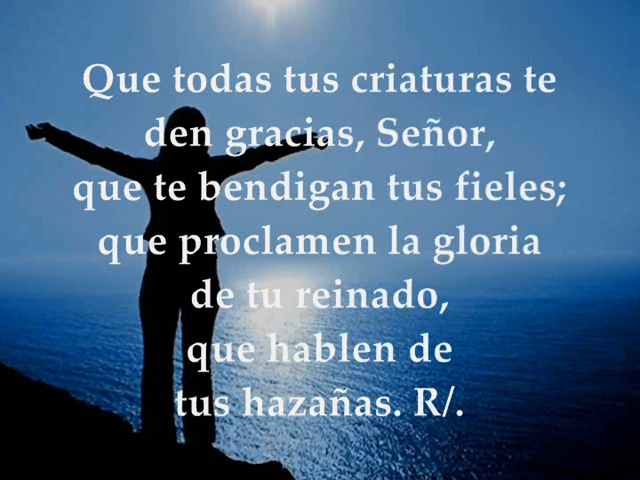 Que todas tus criaturas te
den gracias, Señor,
que te bendigan tus fieles;
que proclamen la gloria
de tu reinado,
que hablen de
tus hazañas. R/.